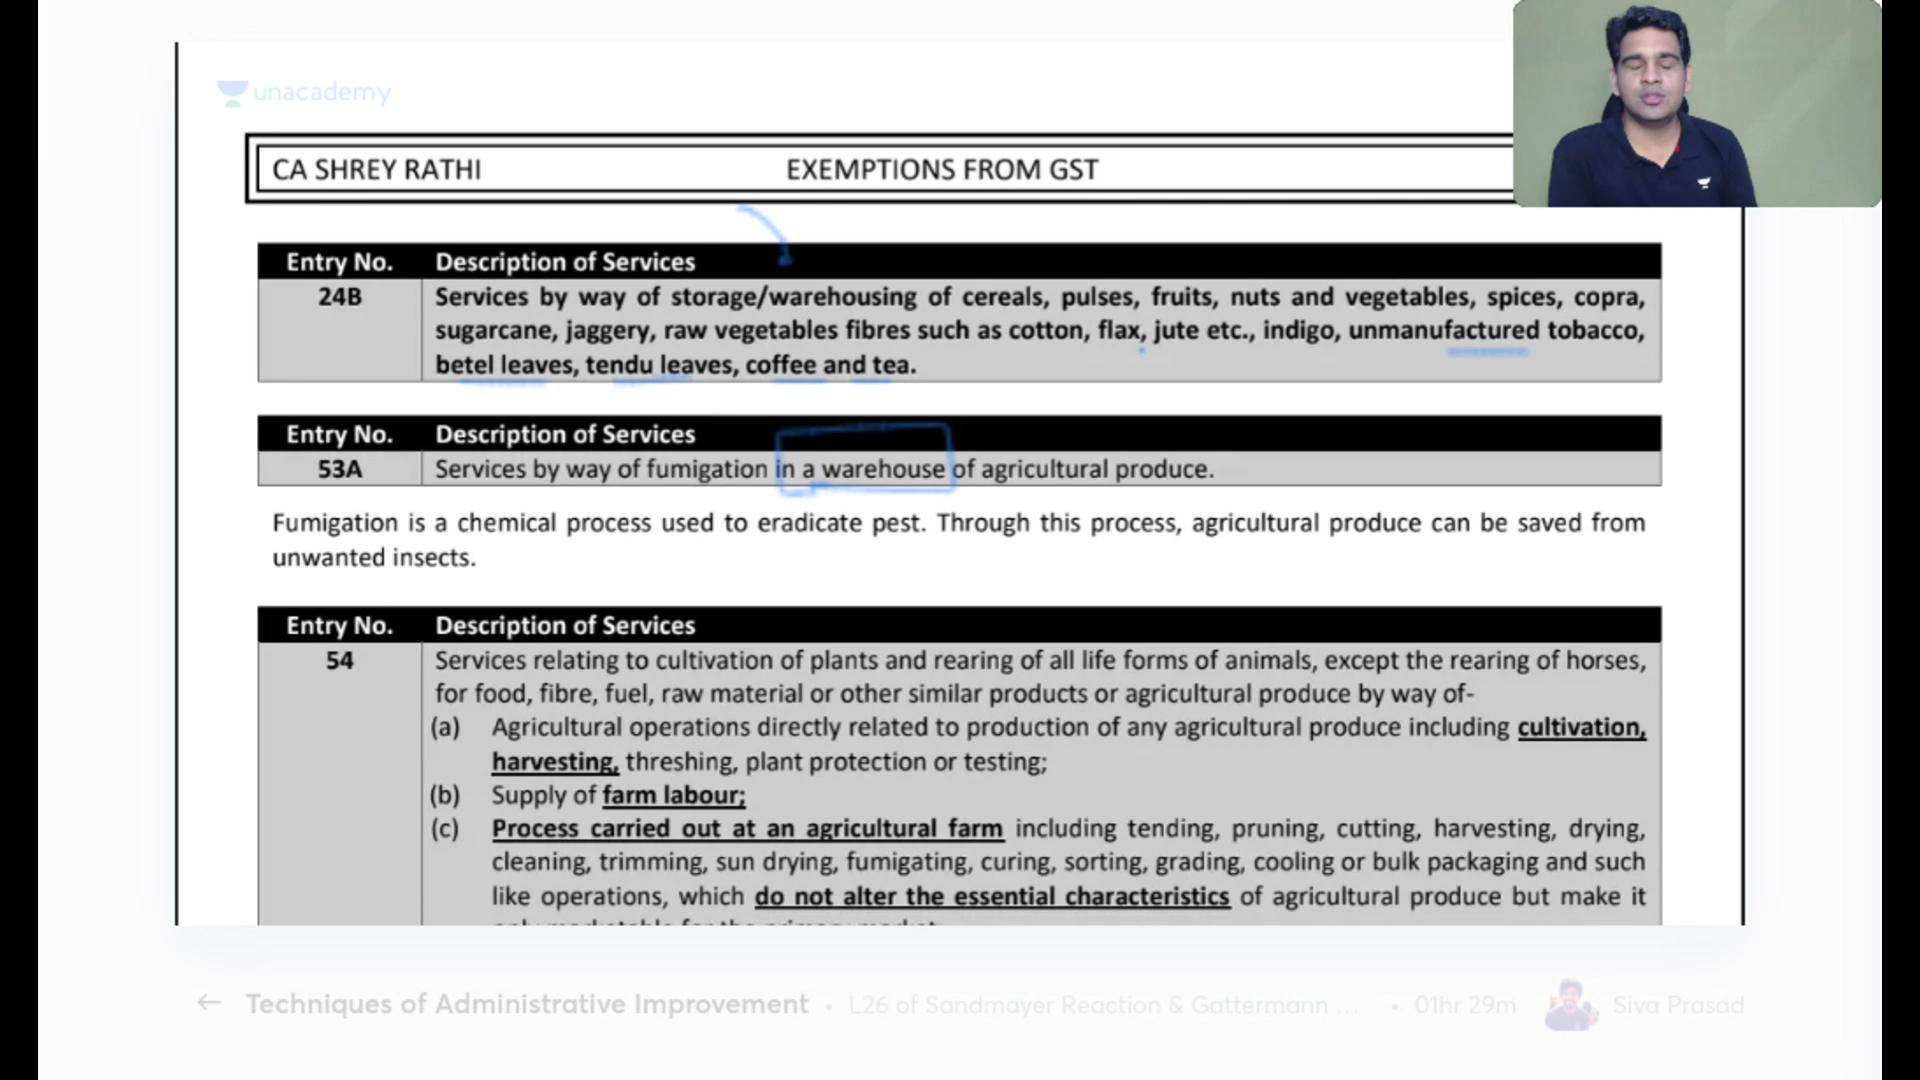 unacademy
CA SHREY RATHI EXEMPTIONS FROM GST
Entry No. Description of Services
24B Services by way of storage/warehousing of cereals, pulses, fruits, nuts and vegetables, spices, copra,
sugarcane, jaggery, raw vegetables fibres such as cotton, flax, jute etc., indigo, unmanufactured tobacco,
betel leaves, tendu leaves, coffee and tea.
Entry No. Description of Services
53A Services by way of fumigation in a warehouse of agricultural produce.
Fumigation is a chemical process used to eradicate pest. Through this process, agricultural produce can be saved from
unwanted insects.
Entry No. Description of Services
54 Services relating to cultivation of plants and rearing of all life forms of animals, except the rearing of horses,
for food, fibre, fuel, raw material or other similar products or agricultural produce by way of-
(a) Agricultural operations directly related to production of any agricultural produce including cultivation,
harvesting, threshing, plant protection or testing;
(b) Supply of farm labour;
(c) Process carried out at an agricultural farm including tending, pruning, cutting, harvesting, drying,
cleaning, trimming, sun drying, fumigating, curing, sorting, grading, cooling or bulk packaging and such
like operations, which do not alter the essential characteristics of agricultural produce but make it
← Techniques of Administrative Improvement • L26 of Sandmayer Reaction & Gattermann ... • 01hr 29m Siva Prasad